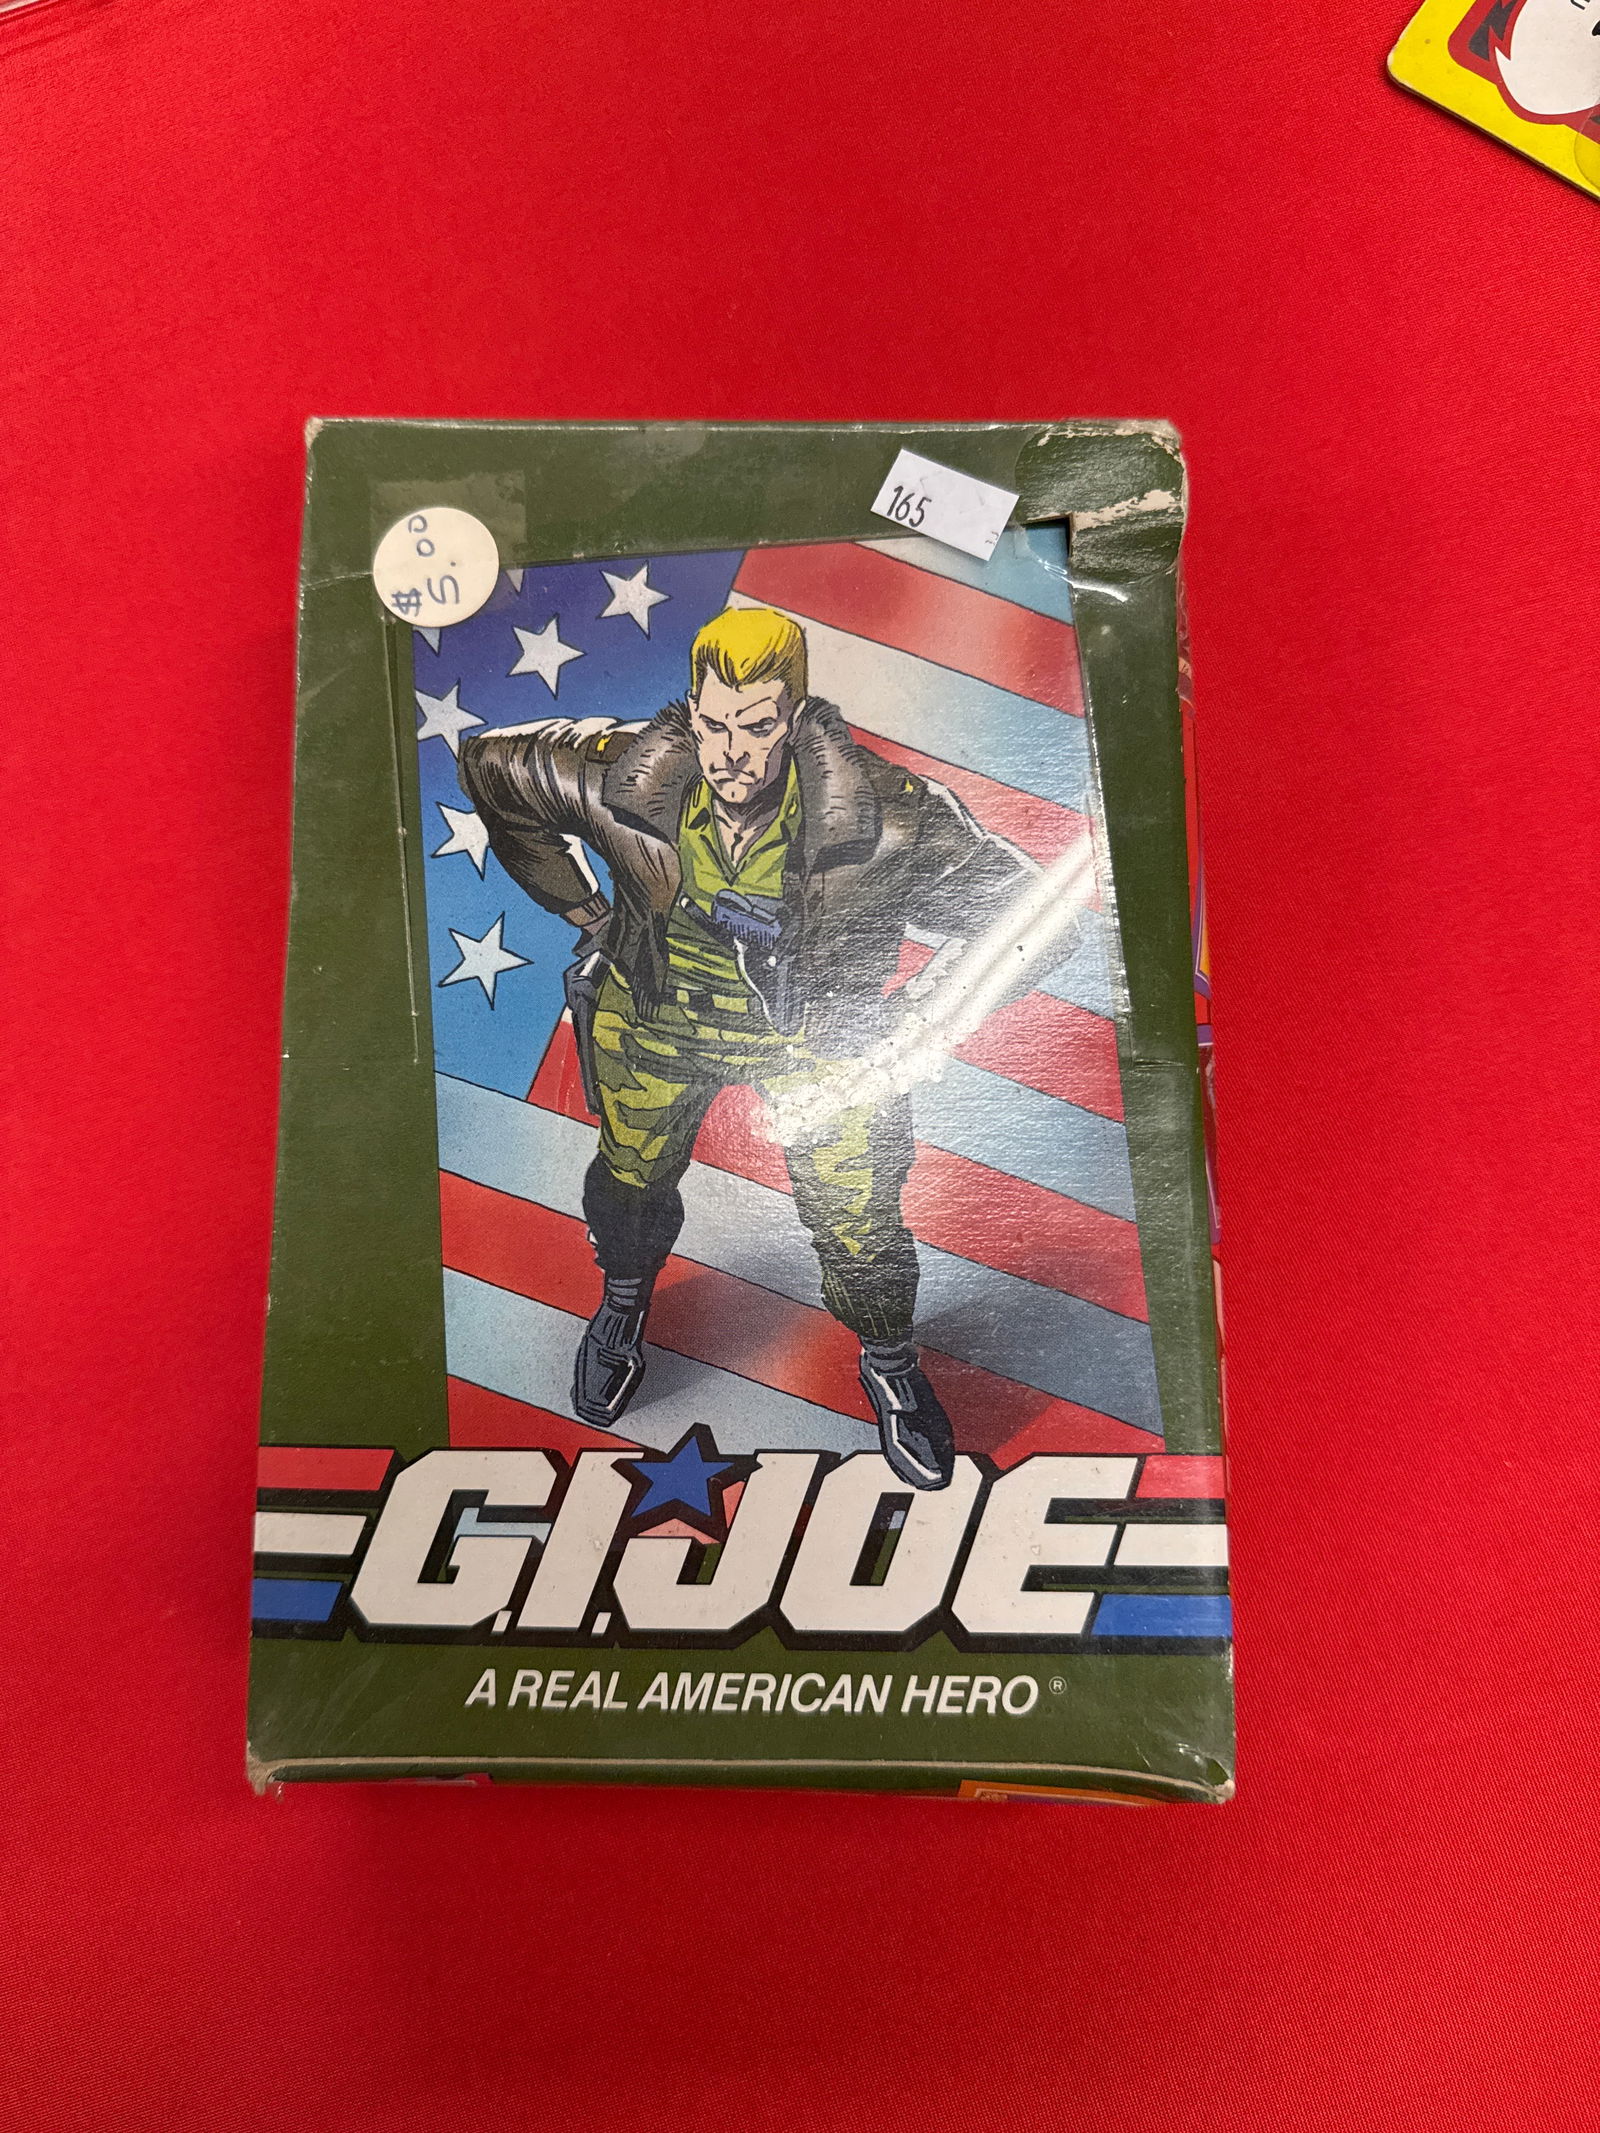 165
$5.00
G.I.JOE
A REAL AMERICAN HERO®